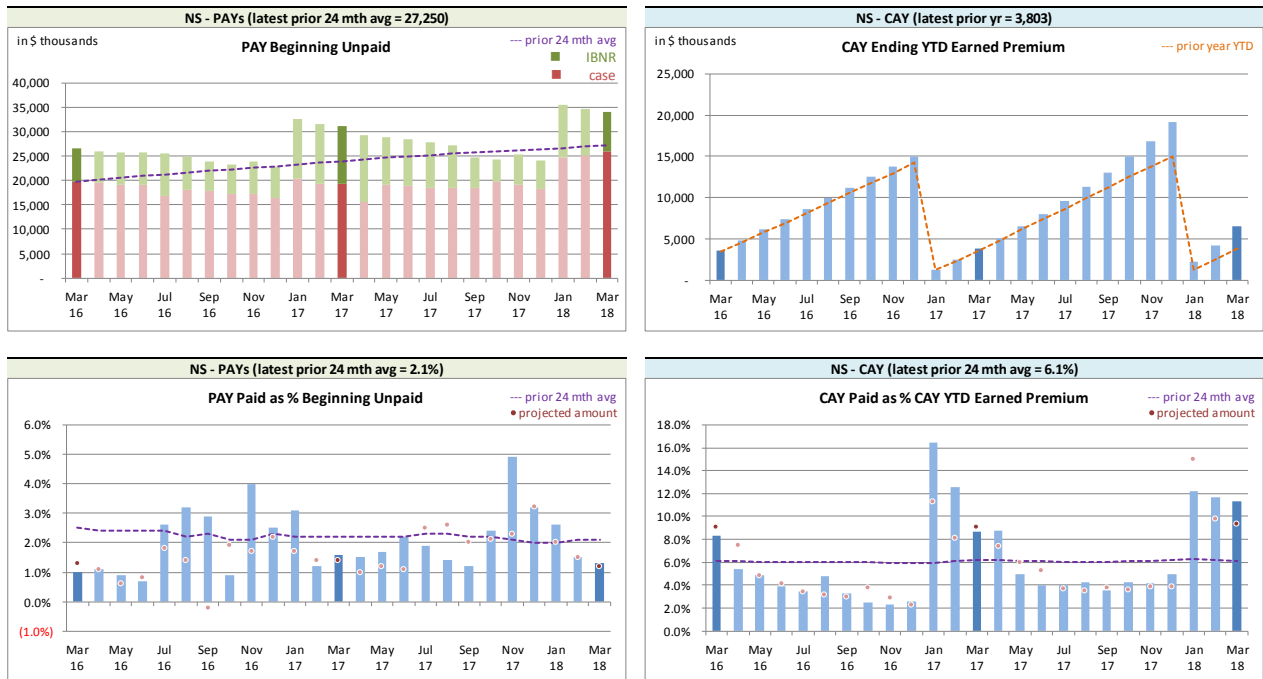 NS - PAYs (latest prior 24 mth avg = 27,250)
in $ thousands
PAY Beginning Unpaid
--- prior 24 mth avg
IBNR
case
40,000
35,000
30,000
25,000
20,000
15,000
10,000
5,000
-
Mar 16
May 16
Jul 16
Sep 16
Nov 16
Jan 17
Mar 17
May 17
Jul 17
Sep 17
Nov 17
Jan 18
Mar 18
NS - CAY (latest prior yr = 3,803)
in $ thousands
CAY Ending YTD Earned Premium
--- prior year YTD
25,000
20,000
15,000
10,000
5,000
-
Mar 16
May 16
Jul 16
Sep 16
Nov 16
Jan 17
Mar 17
May 17
Jul 17
Sep 17
Nov 17
Jan 18
Mar 18
NS - PAYs (latest prior 24 mth avg = 2.1%)
PAY Paid as % Beginning Unpaid
--- prior 24 mth avg
projected amount
6.0%
5.0%
4.0%
3.0%
2.0%
1.0%
0.0%
(1.0%)
Mar 16
May 16
Jul 16
Sep 16
Nov 16
Jan 17
Mar 17
May 17
Jul 17
Sep 17
Nov 17
Jan 18
Mar 18
NS - CAY (latest prior 24 mth avg = 6.1%)
CAY Paid as % CAY YTD Earned Premium
--- prior 24 mth avg
projected amount
18.0%
16.0%
14.0%
12.0%
10.0%
8.0%
6.0%
4.0%
2.0%
0.0%
Mar 16
May 16
Jul 16
Sep 16
Nov 16
Jan 17
Mar 17
May 17
Jul 17
Sep 17
Nov 17
Jan 18
Mar 18